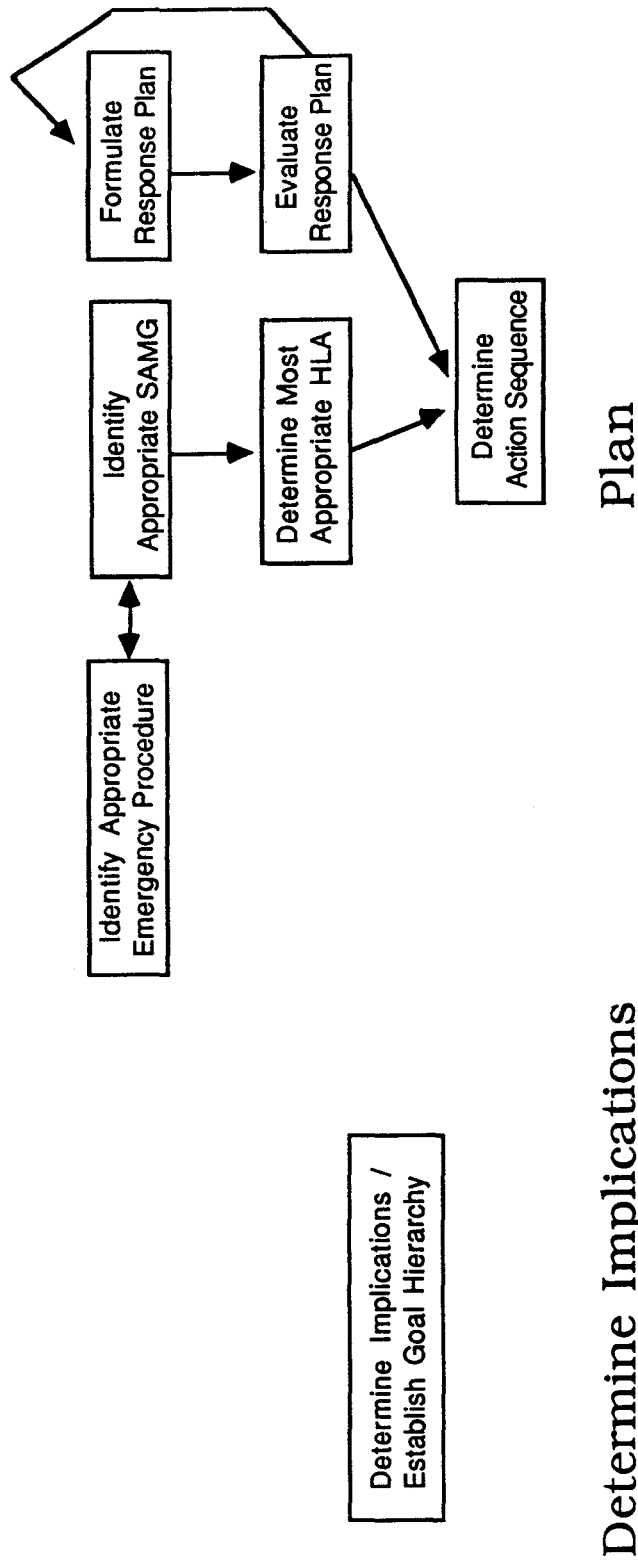 Formulate
Response Plan
Evaluate
Response Plan
Identify
Appropriate SAMG
Determine Most
Appropriate HLA
Determine
Action Sequence
Identify Appropriate
Emergency Procedure
Plan
Determine Implications /
Establish Goal Hierarchy
Determine Implications